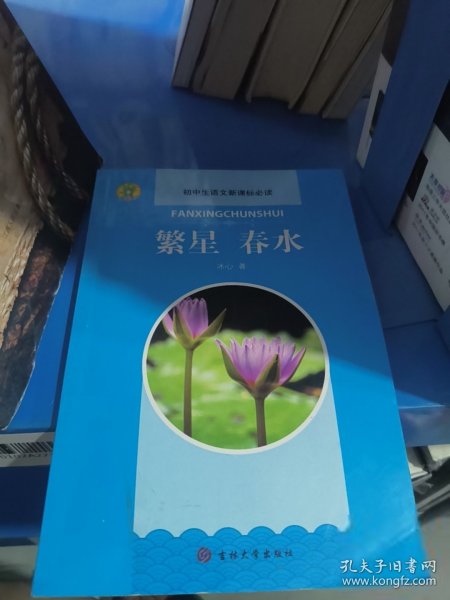 初中生语文新课标必读
FANXINGCHUNSHUI
繁星 春水
冰心 著
吉林大学出版社
孔夫子旧书网
www.kongfz.com